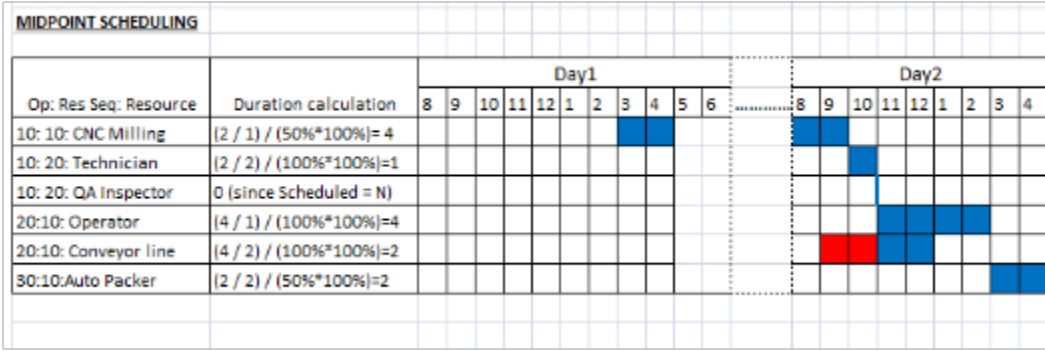 MIDPOINT SCHEDULING
Day1 Day2
Op: Res Seq: Resource Duration calculation 8 9 10 11 12 1 2 3 4 5 6 ............. 8 9 10 11 12 1 2 3 4
10: 10: CNC Milling (2 / 1) / (50%*100%)= 4
10: 20: Technician (2 / 2) / (100%*100%)=1
10: 20: QA Inspector 0 (since Scheduled = N)
20:10: Operator (4 / 1) / (100%*100%)=4
20:10: Conveyor line (4 / 2) / (100%*100%)=2
30:10:Auto Packer (2 / 2) / (50%*100%)=2